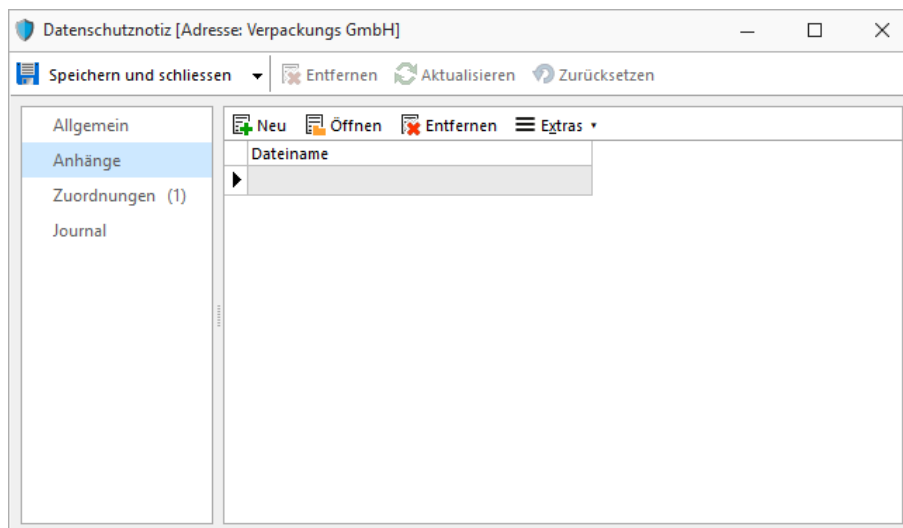 Datenschutznotiz [Adresse: Verpackungs GmbH]
Speichern und schliessen Entfernen Aktualisieren Zurücksetzen
Allgemein
Anhänge
Zuordnungen (1)
Journal
Neu Öffnen Entfernen Extras
Dateiname